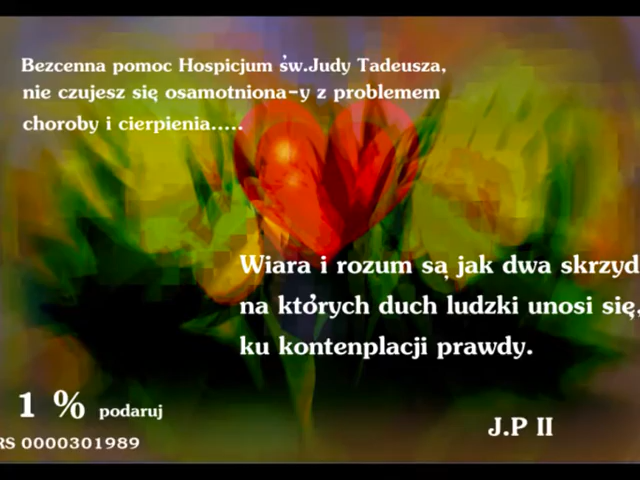 Bezcenna pomoc Hospicjum św.Judy Tadeusza,
nie czujesz się osamotniona-y z problemem
choroby i cierpienia.....
Wiara i rozum są jak dwa skrzyd
na których duch ludzki unosi się,
ku kontenplacji prawdy.
1 % podaruj
RS 0000301989
J.P II